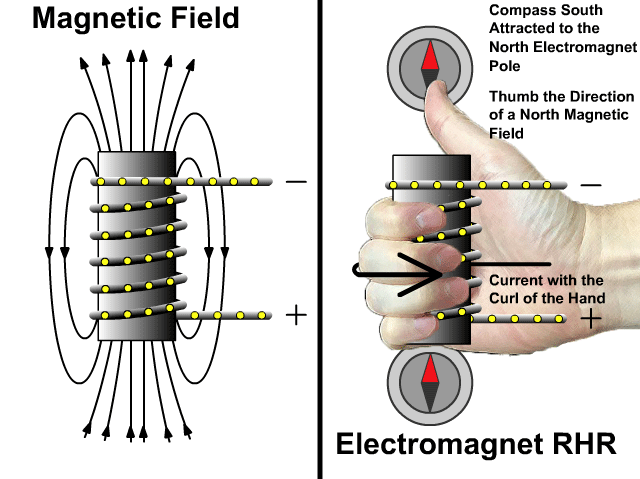 Magnetic Field
−
+
Compass South
Attracted to the
North Electromagnet
Pole
Thumb the Direction
of a North Magnetic
Field
−
Current with the
Curl of the Hand
+
Electromagnet RHR